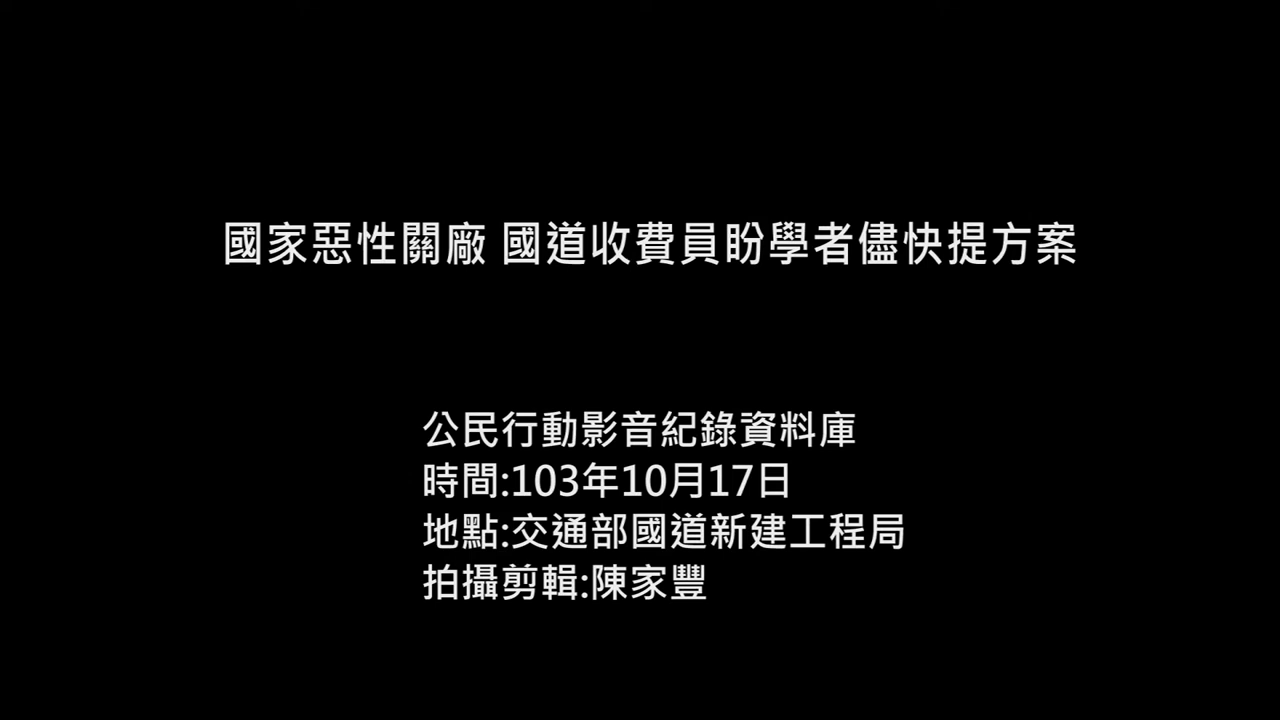 國家惡性關廠 國道收費員盼學者儘快提方案
公民行動影音紀錄資料庫
時間:103年10月17日
地點:交通部國道新建工程局
拍攝剪輯:陳家豐